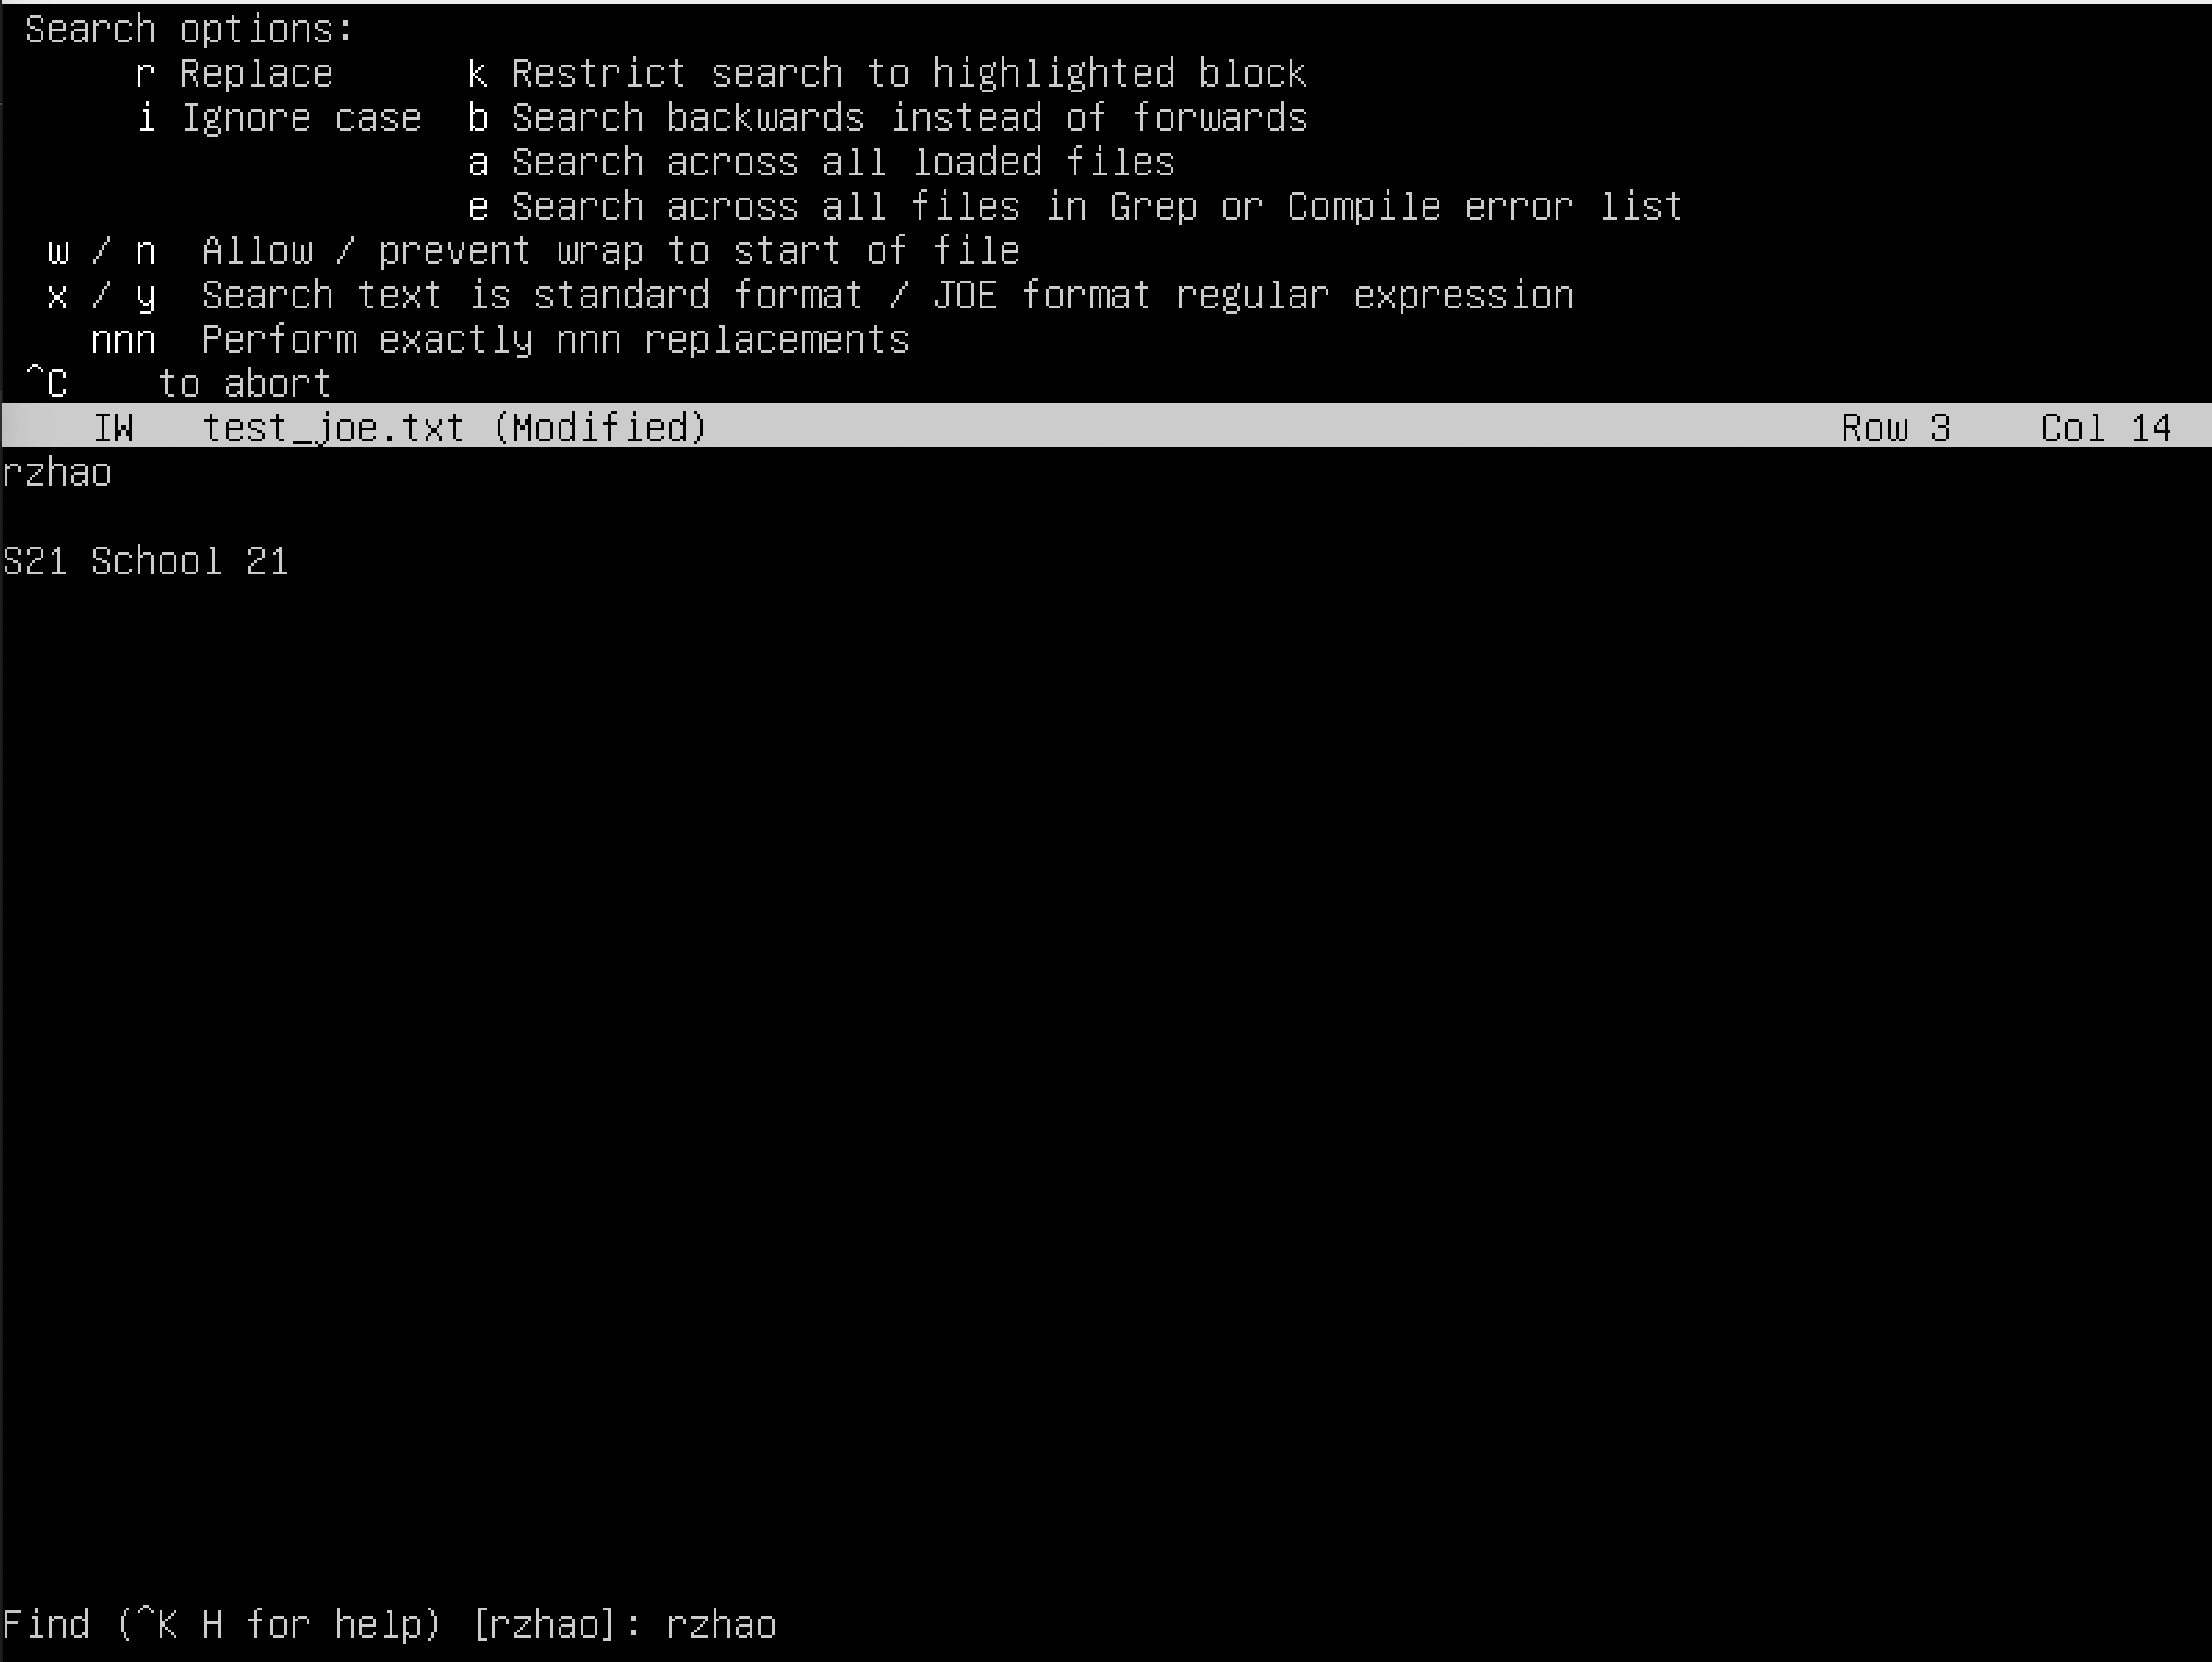 Search options:
r Replace k Restrict search to highlighted block
i Ignore case b Search backwards instead of forwards
a Search across all loaded files
e Search across all files in Grep or Compile error list
w / n Allow / prevent wrap to start of file
x / y Search text is standard format / JOE format regular expression
nnn Perform exactly nnn replacements
^C to abort
IW test_joe.txt (Modified) Row 3 Col 14
rzhao
S21 School 21
Find (^K H for help) [rzhao]: rzhao